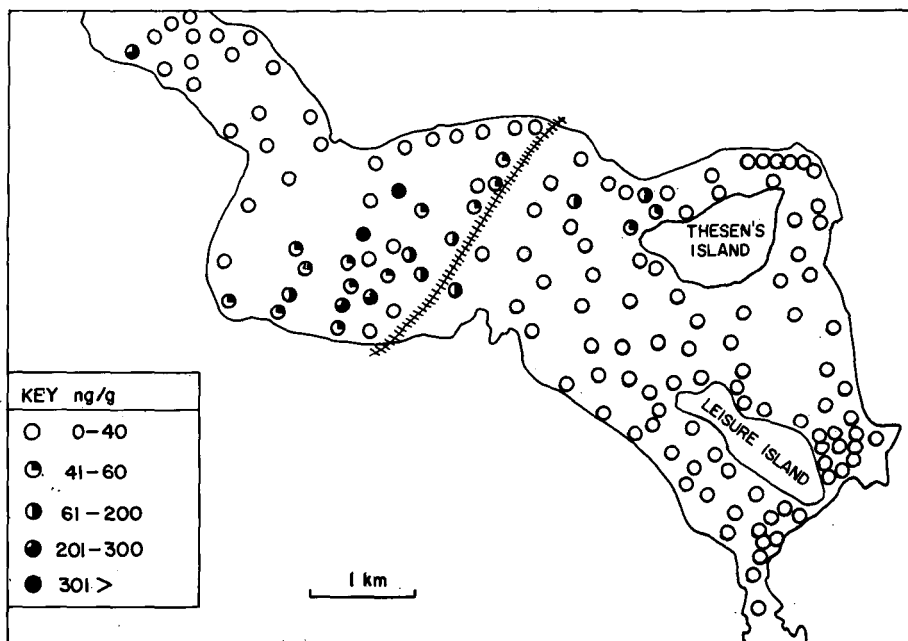 THESEN'S
ISLAND
LEISURE ISLAND
KEY ng/g
0-40
41-60
61-200
201-300
301 >
1 km